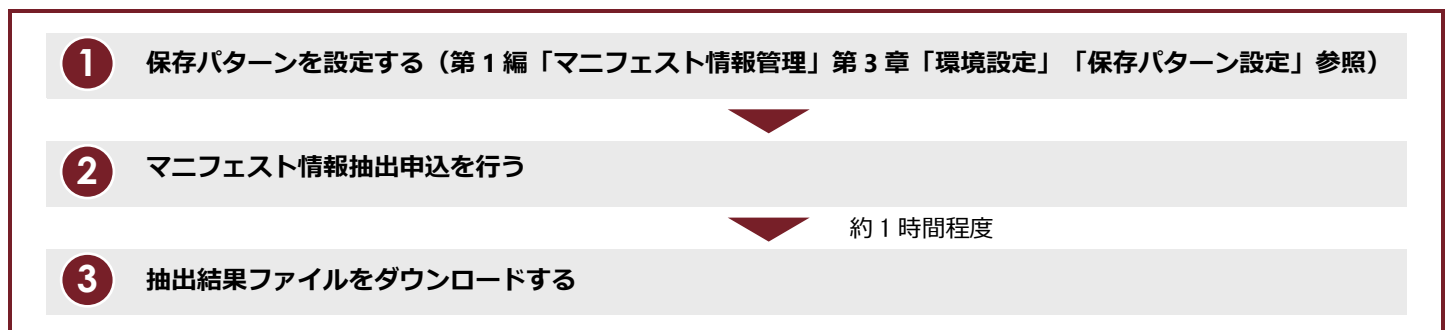 1 保存パターンを設定する（第 1 編「マニフェスト情報管理」第 3 章「環境設定」「保存パターン設定」参照）
2 マニフェスト情報抽出申込を行う
約 1 時間程度
3 抽出結果ファイルをダウンロードする